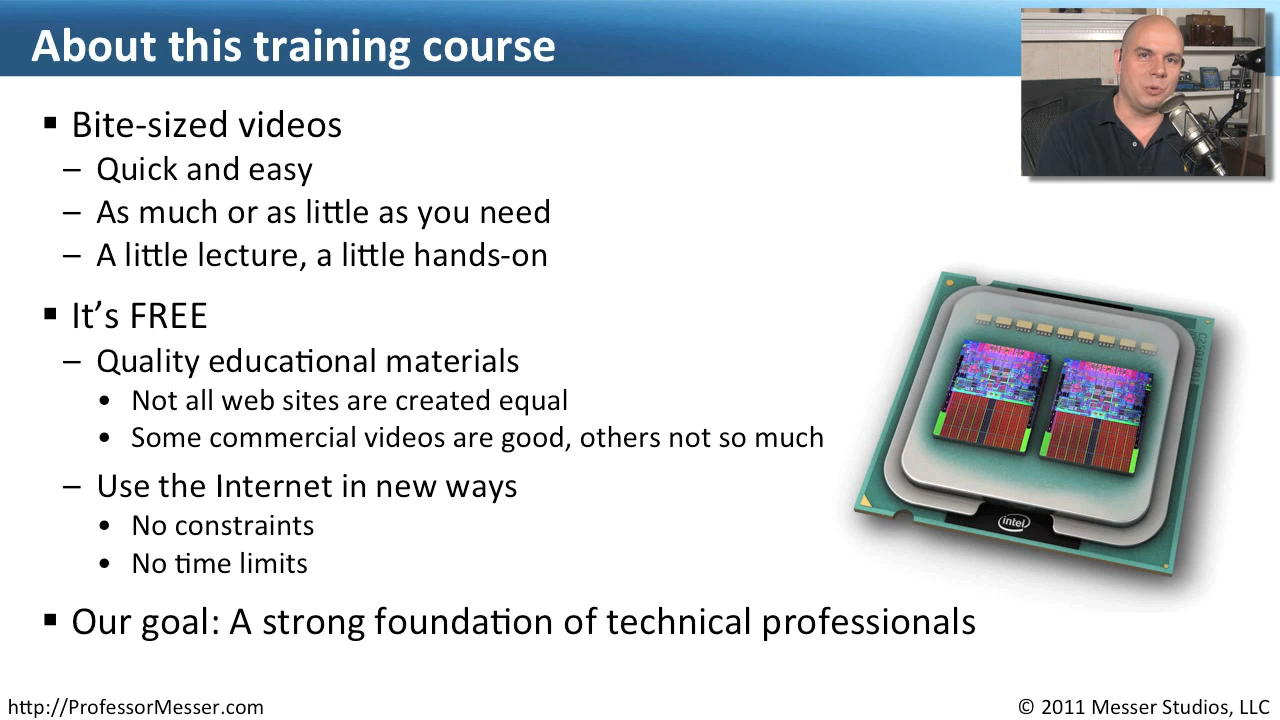 About this training course
▪ Bite-sized videos
– Quick and easy
– As much or as little as you need
– A little lecture, a little hands-on
▪ It’s FREE
– Quality educational materials
• Not all web sites are created equal
• Some commercial videos are good, others not so much
– Use the Internet in new ways
• No constraints
• No time limits
intel
▪ Our goal: A strong foundation of technical professionals
http://ProfessorMesser.com
© 2011 Messer Studios, LLC